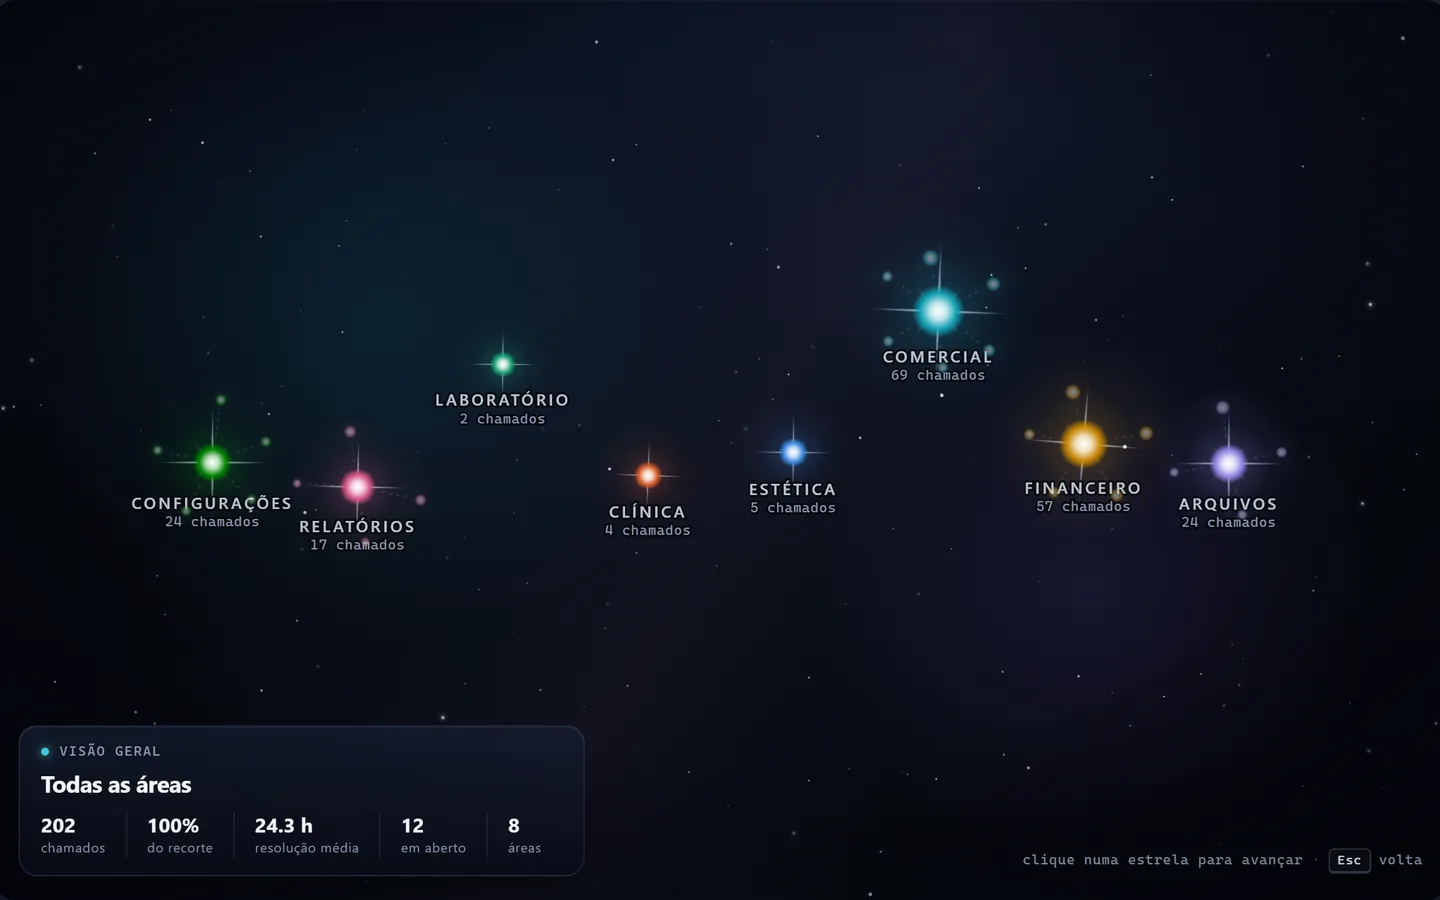 COMERCIAL
69 chamados
LABORATÓRIO
2 chamados
CONFIGURAÇÕES
24 chamados
RELATÓRIOS
17 chamados
CLÍNICA
4 chamados
ESTÉTICA
5 chamados
FINANCEIRO
57 chamados
ARQUIVOS
24 chamados
VISÃO GERAL
Todas as áreas
202 100% 24.3 h 12 8
chamados do recorte resolução média em aberto áreas
clique numa estrela para avançar · Esc volta